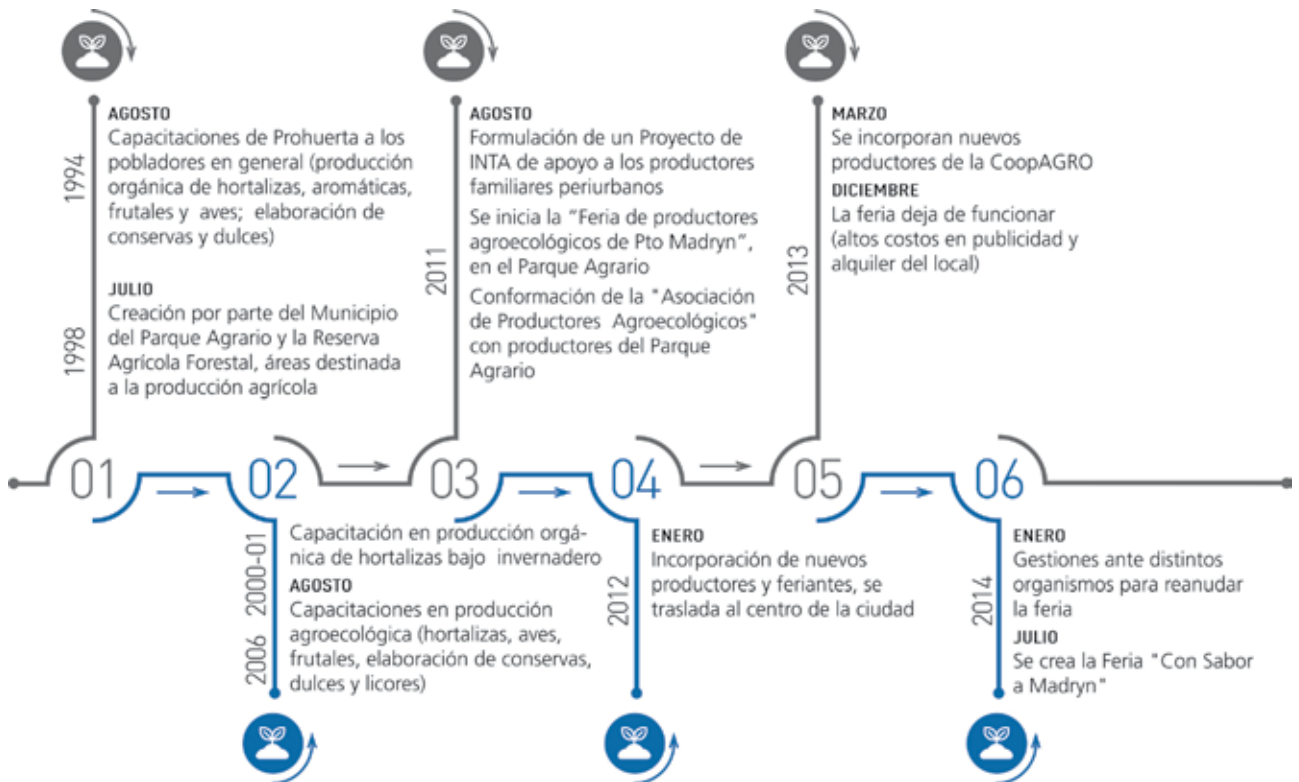 1994
AGOSTO
Capacitaciones de Prohuerta a los
pobladores en general (producción
orgánica de hortalizas, aromáticas,
frutales y aves; elaboración de
conservas y dulces)
1998
JULIO
Creación por parte del Municipio
del Parque Agrario y la Reserva
Agrícola Forestal, áreas destinada
a la producción agrícola
2011
AGOSTO
Formulación de un Proyecto de
INTA de apoyo a los productores
familiares periurbanos
Se inicia la “Feria de productores
agroecológicos de Pto Madryn”,
en el Parque Agrario
Conformación de la "Asociación
de Productores Agroecológicos"
con productores del Parque
Agrario
2013
MARZO
Se incorporan nuevos
productores de la CoopAGRO
DICIEMBRE
La feria deja de funcionar
(altos costos en publicidad y
alquiler del local)
01
02
03
04
05
06
2000-01
Capacitación en producción orgá-
nica de hortalizas bajo invernadero
2006
AGOSTO
Capacitaciones en producción
agroecológica (hortalizas, aves,
frutales, elaboración de conservas,
dulces y licores)
2012
ENERO
Incorporación de nuevos
productores y feriantes, se
traslada al centro de la ciudad
2014
ENERO
Gestiones ante distintos
organismos para reanudar
la feria
JULIO
Se crea la Feria "Con Sabor
a Madryn"